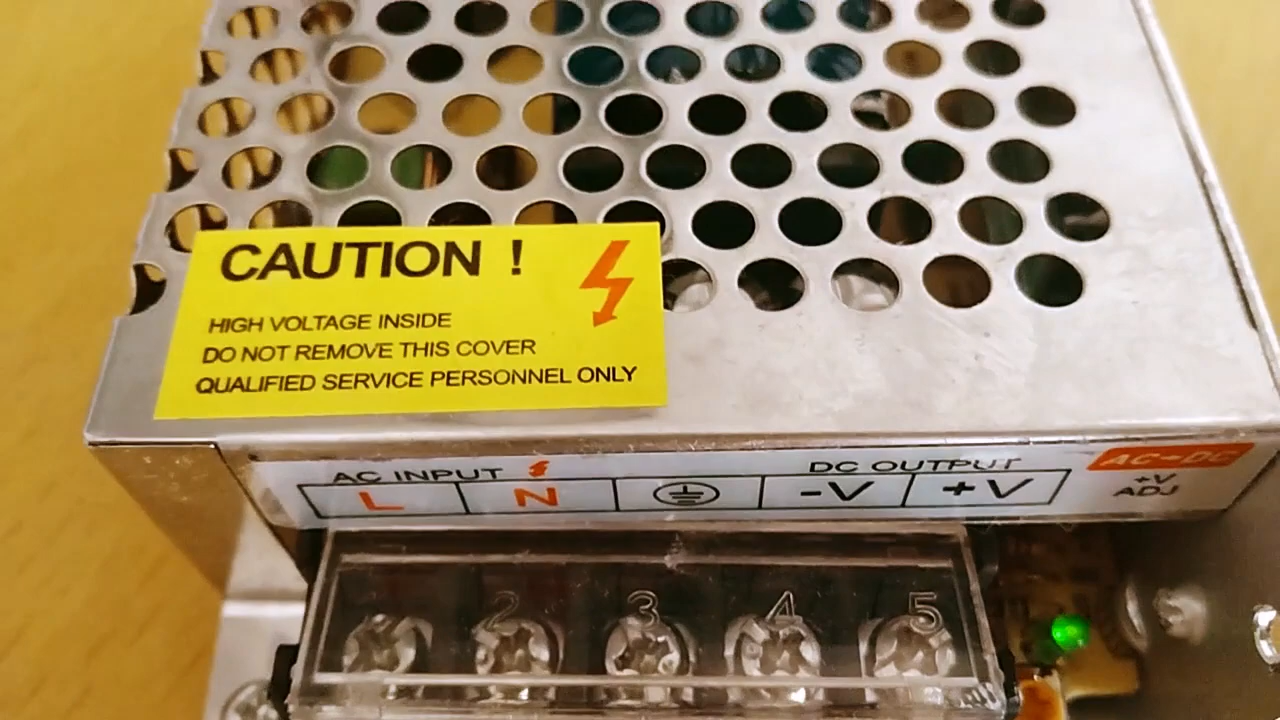 CAUTION !
HIGH VOLTAGE INSIDE
DO NOT REMOVE THIS COVER
QUALIFIED SERVICE PERSONNEL ONLY
AC INPUT DC OUTPUT AC-DC
L N -V +V +V
ADJ
2 3 4 5